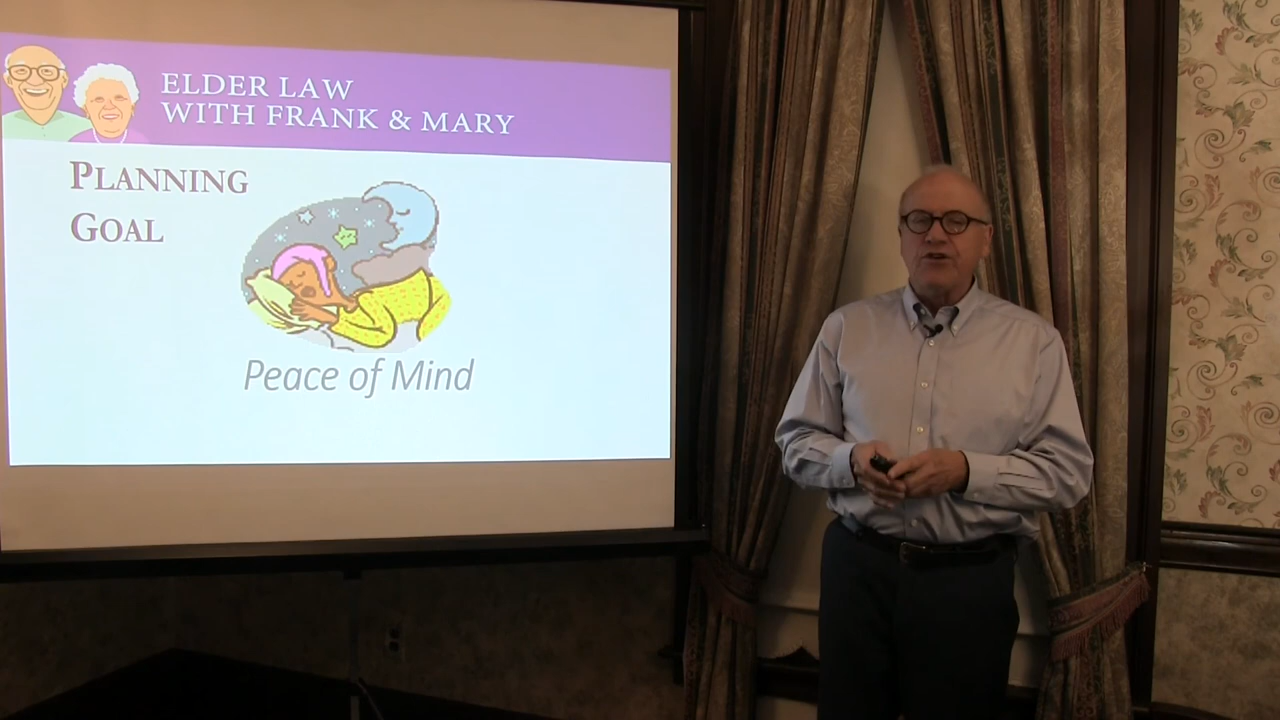 ELDER LAW
WITH FRANK & MARY
PLANNING
GOAL
Peace of Mind